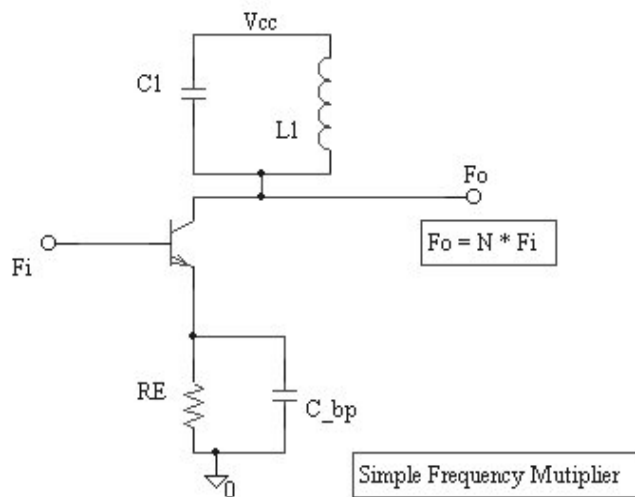 Vcc
C1
L1
Fo
Fo = N * Fi
Fi
RE
C_bp
0
Simple Frequency Mutiplier